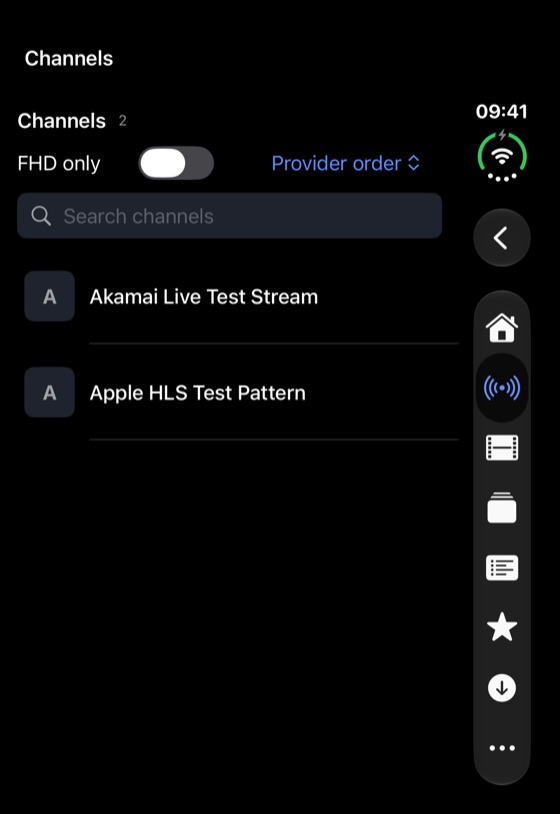 Channels
09:41
Channels 2
FHD only
Provider order
Search channels
A
Akamai Live Test Stream
A
Apple HLS Test Pattern